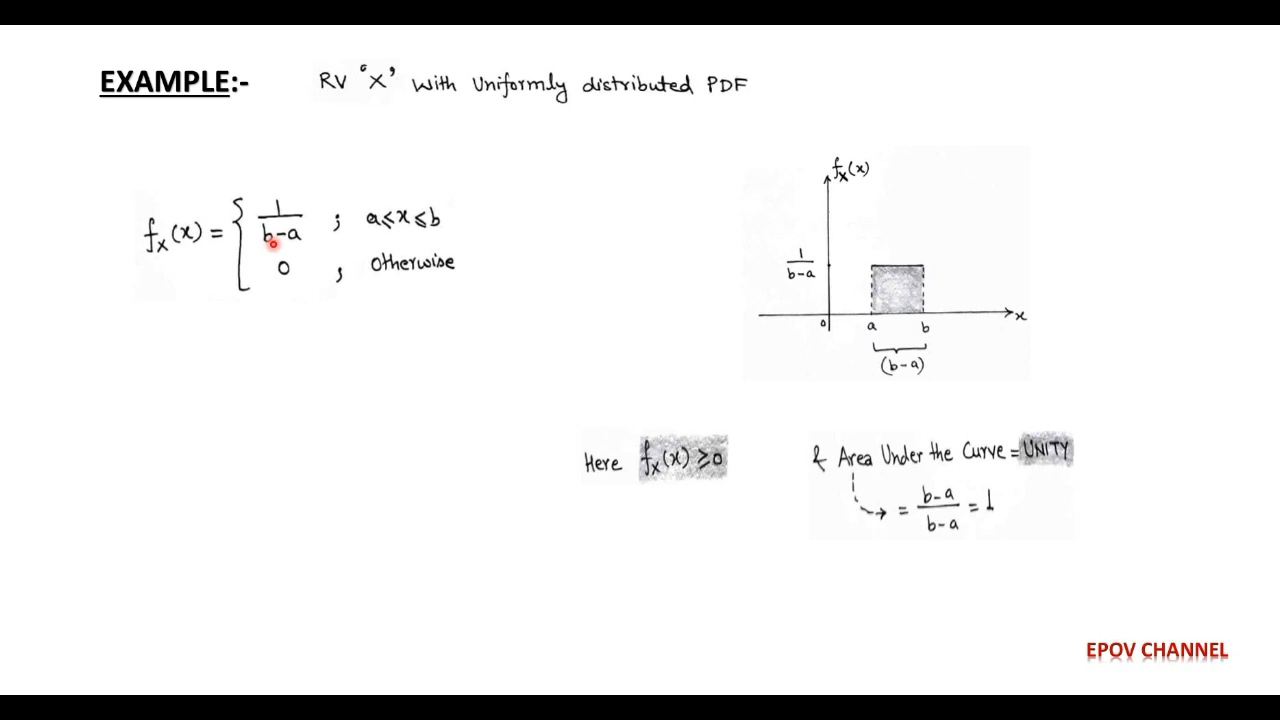 EXAMPLE:- RV 'X' with Uniformly distributed PDF
fx(x) = { 1/(b-a) ; a≤x≤b
0 ; otherwise
fx(x)
1/(b-a)
0 a b x
(b-a)
Here fx(x) ≥0 & Area Under the Curve = UNITY
= (b-a)/(b-a) = 1
EPOV CHANNEL